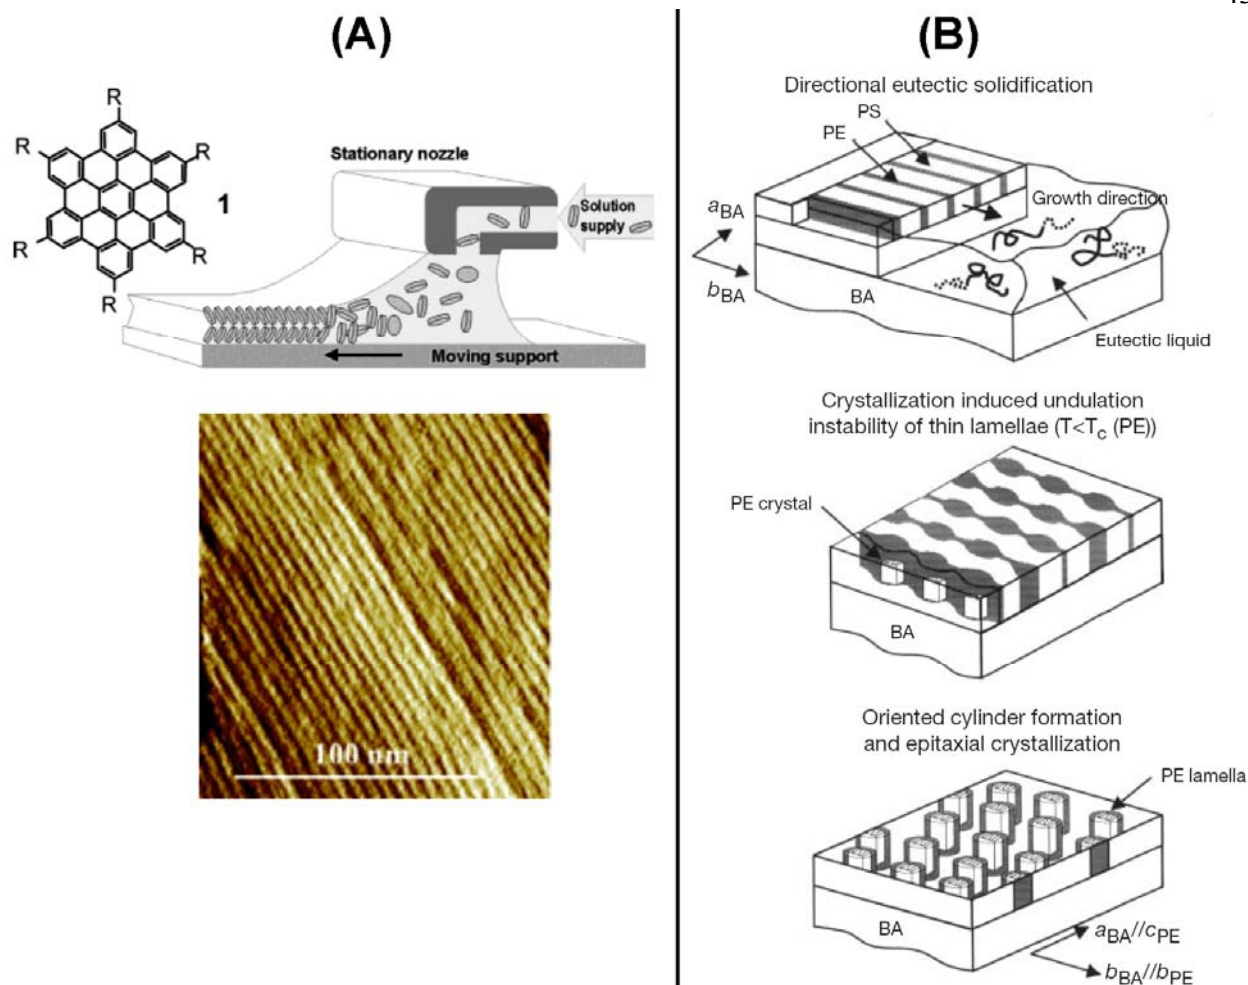 (A)
R
R
R
R
R
R
1
Stationary nozzle
Solution
supply
Moving support
100 nm
(B)
Directional eutectic solidification
PS
PE
Growth direction
aBA
bBA
BA
Eutectic liquid
Crystallization induced undulation
instability of thin lamellae (T<Tc (PE))
PE crystal
BA
Oriented cylinder formation
and epitaxial crystallization
PE lamella
BA
aBA//cPE
bBA//bPE